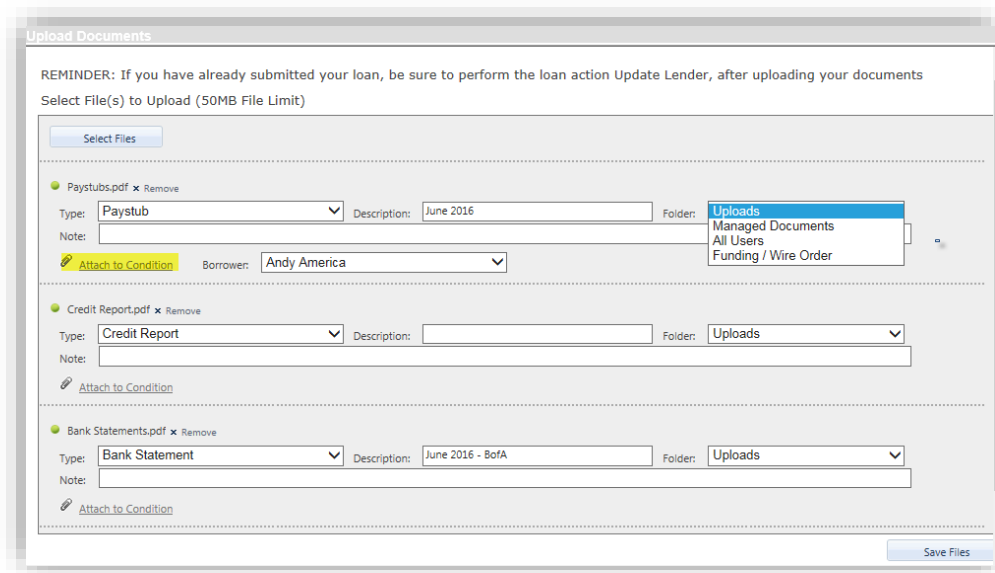 Upload Documents
REMINDER: If you have already submitted your loan, be sure to perform the loan action Update Lender, after uploading your documents
Select File(s) to Upload (50MB File Limit)
Select Files
Paystubs.pdf x Remove
Type: Paystub Description: June 2016 Folder: Uploads
Managed Documents
All Users
Funding / Wire Order
Note:
Attach to Condition Borrower: Andy America
Credit Report.pdf x Remove
Type: Credit Report Description: Folder: Uploads
Note:
Attach to Condition
Bank Statements.pdf x Remove
Type: Bank Statement Description: June 2016 - BofA Folder: Uploads
Note:
Attach to Condition
Save Files